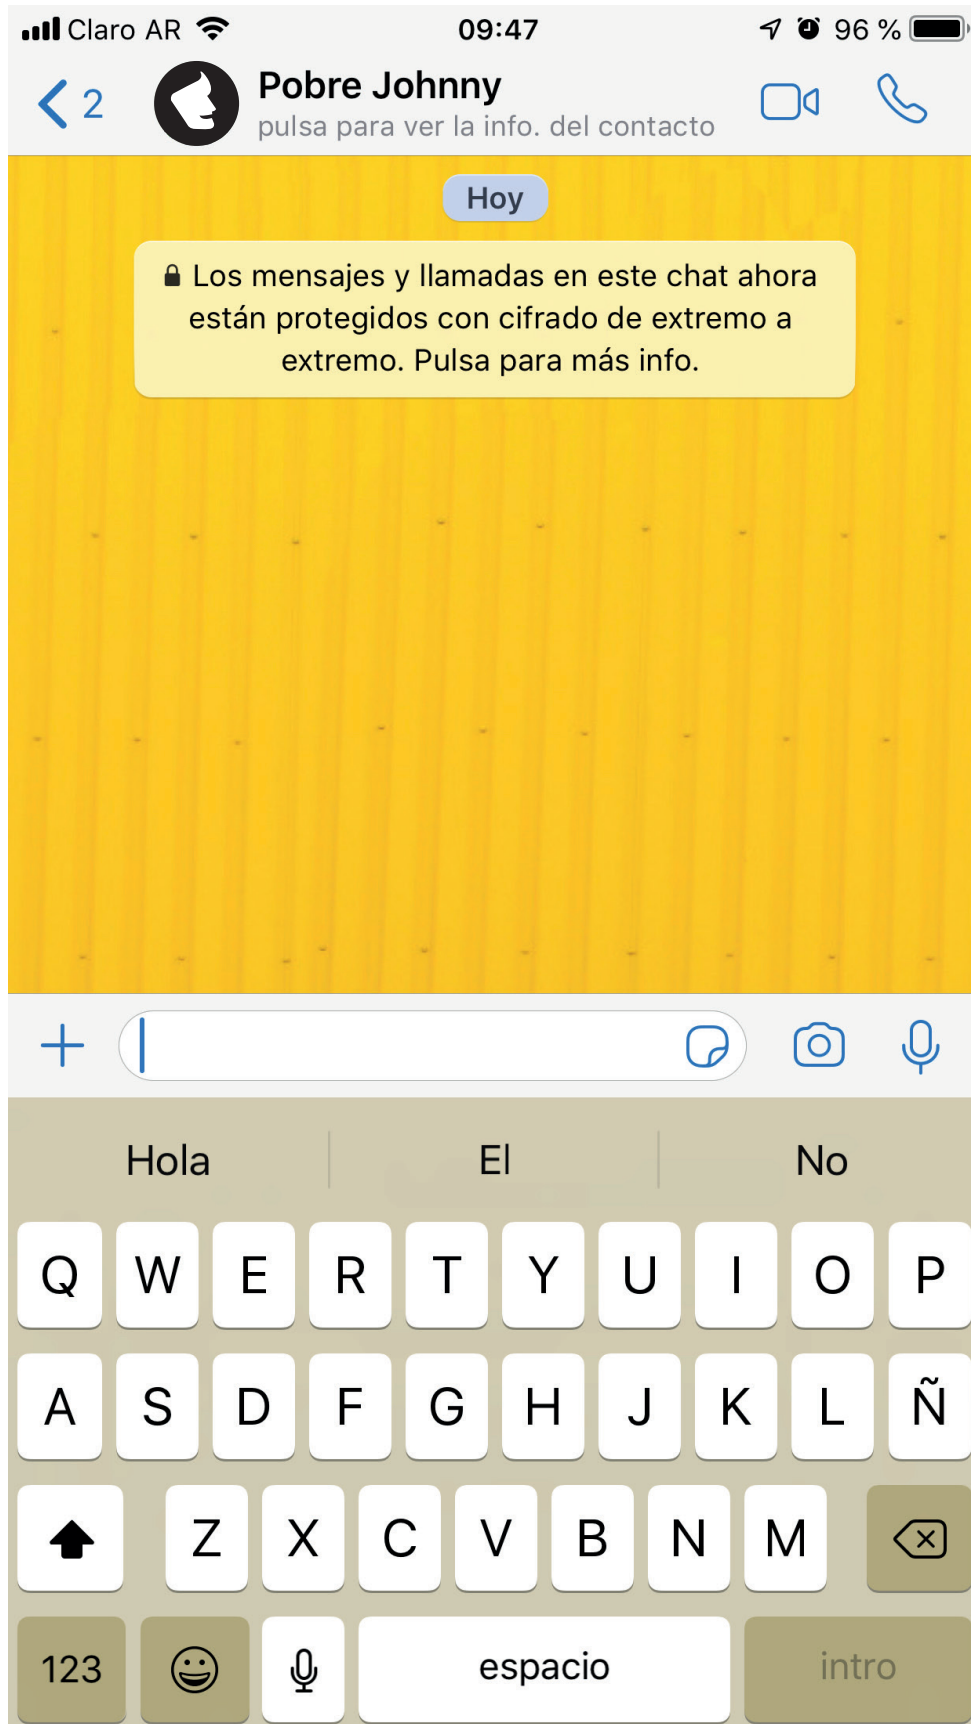 Claro AR 09:47 96 %
2 Pobre Johnny
pulsa para ver la info. del contacto
Hoy
Los mensajes y llamadas en este chat ahora
están protegidos con cifrado de extremo a
extremo. Pulsa para más info.
Hola El No
Q W E R T Y U I O P
A S D F G H J K L Ñ
Z X C V B N M
123 espacio intro